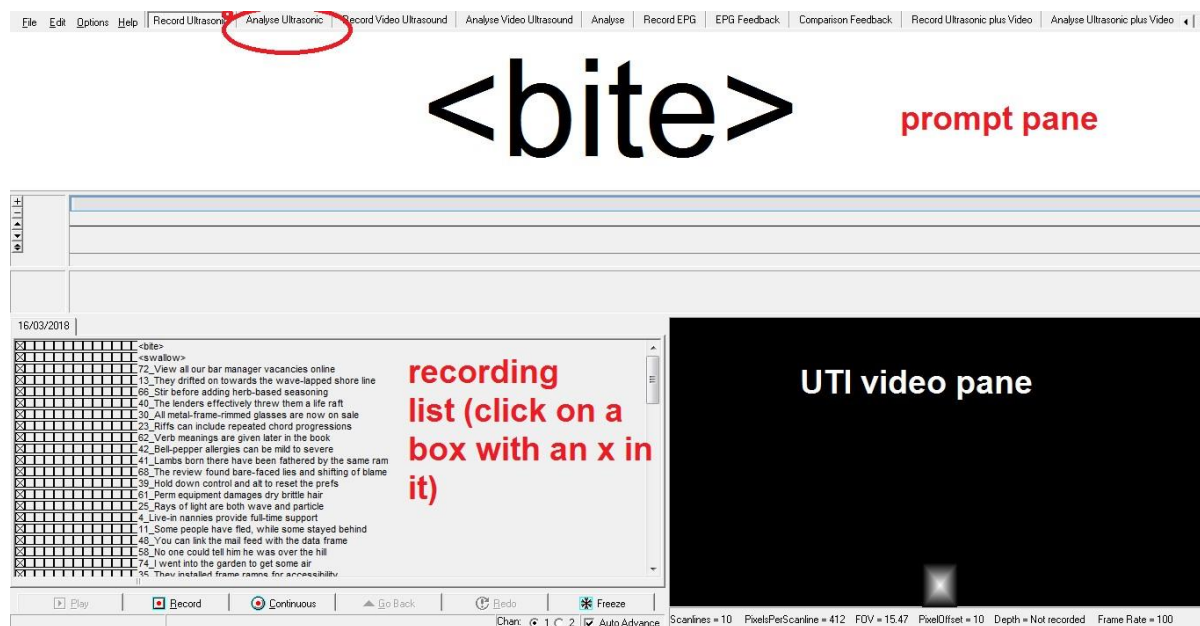 File Edit Options Help Record Ultrasonic Analyse Ultrasonic Record Video Ultrasound Analyse Video Ultrasound Analyse Record EPG EPG Feedback Comparison Feedback Record Ultrasonic plus Video Analyse Ultrasonic plus Video
<bite>
prompt pane
16/03/2018
<bite>
<swallow>
72_View all our bar manager vacancies online
13_They drifted on towards the wave-lapped shore line
66_Stir before adding herb-based seasoning
40_The lenders effectively threw them a life raft
30_All metal-frame-rimmed glasses are now on sale
23_Riffs can include repeated chord progressions
62_Verb meanings are given later in the book
42_Bell-pepper allergies can be mild to severe
41_Lambs born there have been fathered by the same ram
68_The review found bare-faced lies and shifting of blame
39_Hold down control and alt to reset the prefs
61_Perm equipment damages dry brittle hair
25_Rays of light are both wave and particle
4_Live-in nannies provide full-time support
11_Some people have fled, while some stayed behind
48_You can link the mail feed with the data frame
58_No one could tell him he was over the hill
74_I went into the garden to get some air
35_They installed frame ramps for accessibility
recording
list (click on a
box with an x in
it)
UTI video pane
Play Record Continuous Go Back Redo Freeze
Chan: 1 2 Auto Advance
Scanlines = 10 PixelsPerScanline = 412 FOV = 15.47 PixelOffset = 10 Depth = Not recorded Frame Rate = 100